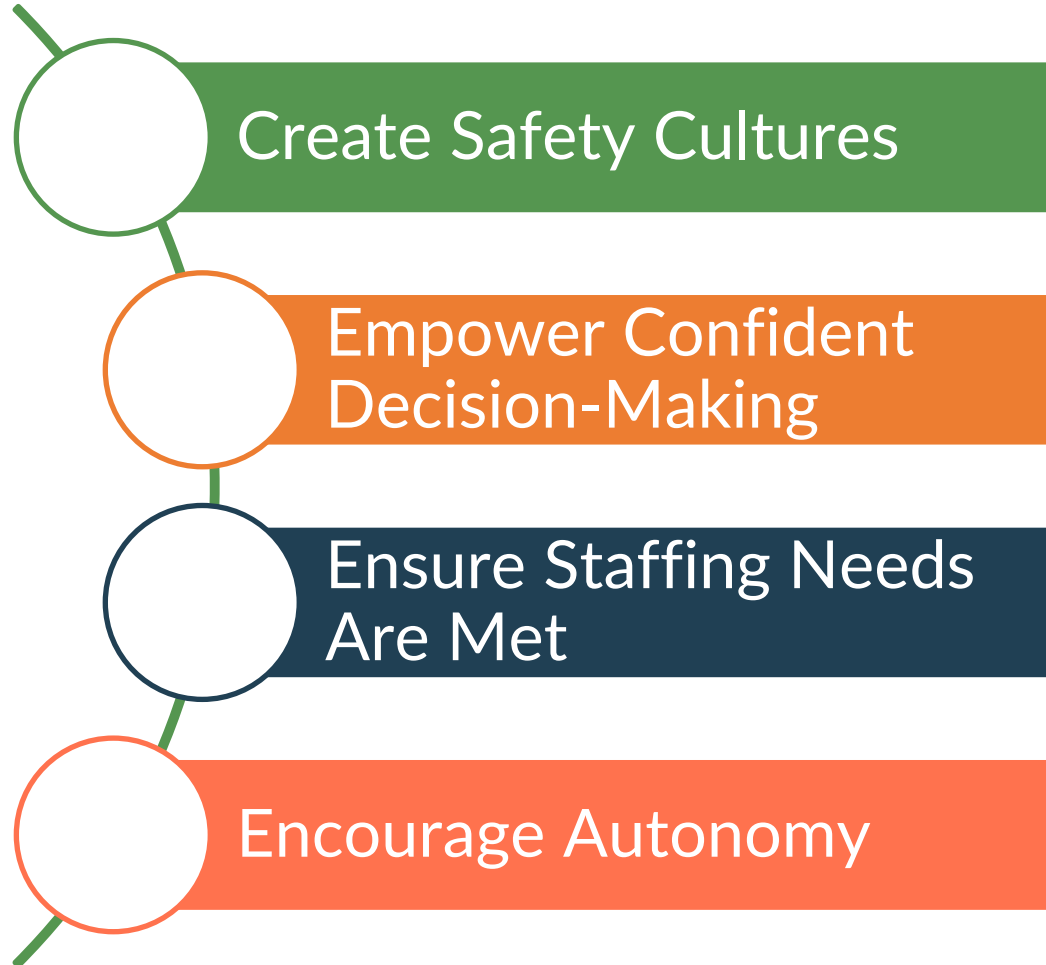 Create Safety Cultures
Empower Confident
Decision-Making
Ensure Staffing Needs
Are Met
Encourage Autonomy